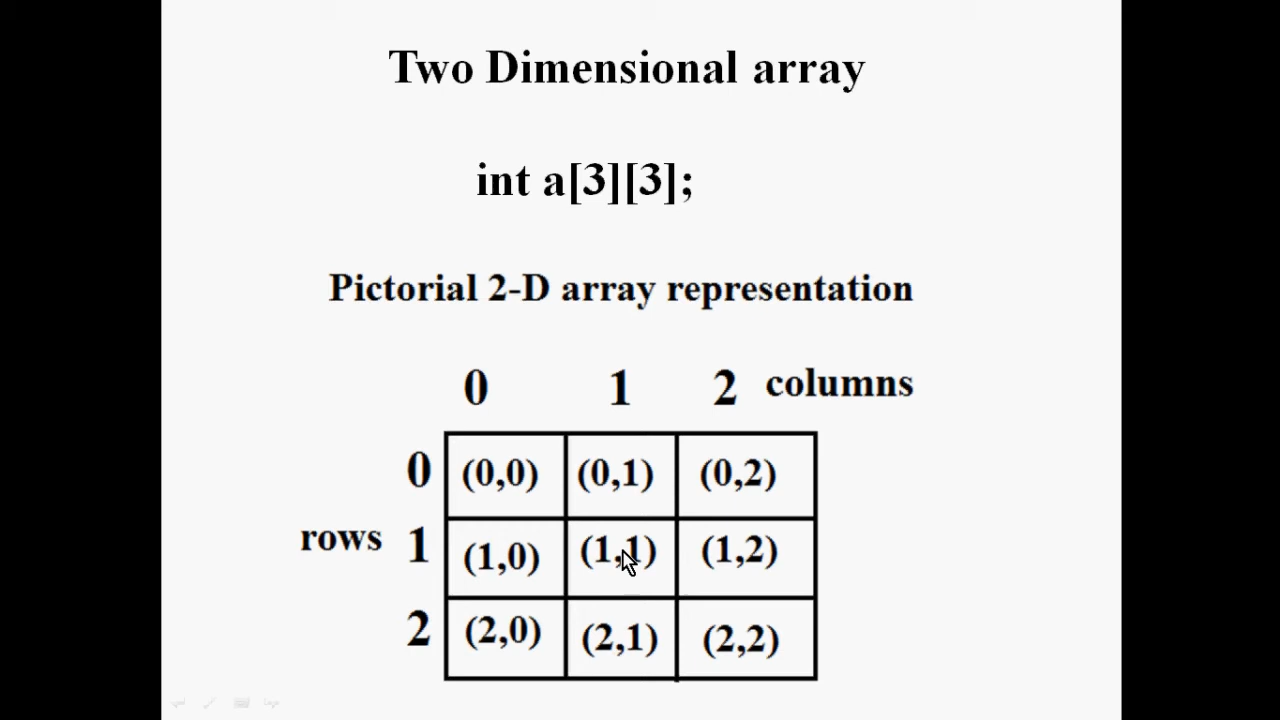 Two Dimensional array
int a[3][3];
Pictorial 2-D array representation
0 1 2 columns
0 (0,0) (0,1) (0,2)
rows 1 (1,0) (1,1) (1,2)
2 (2,0) (2,1) (2,2)